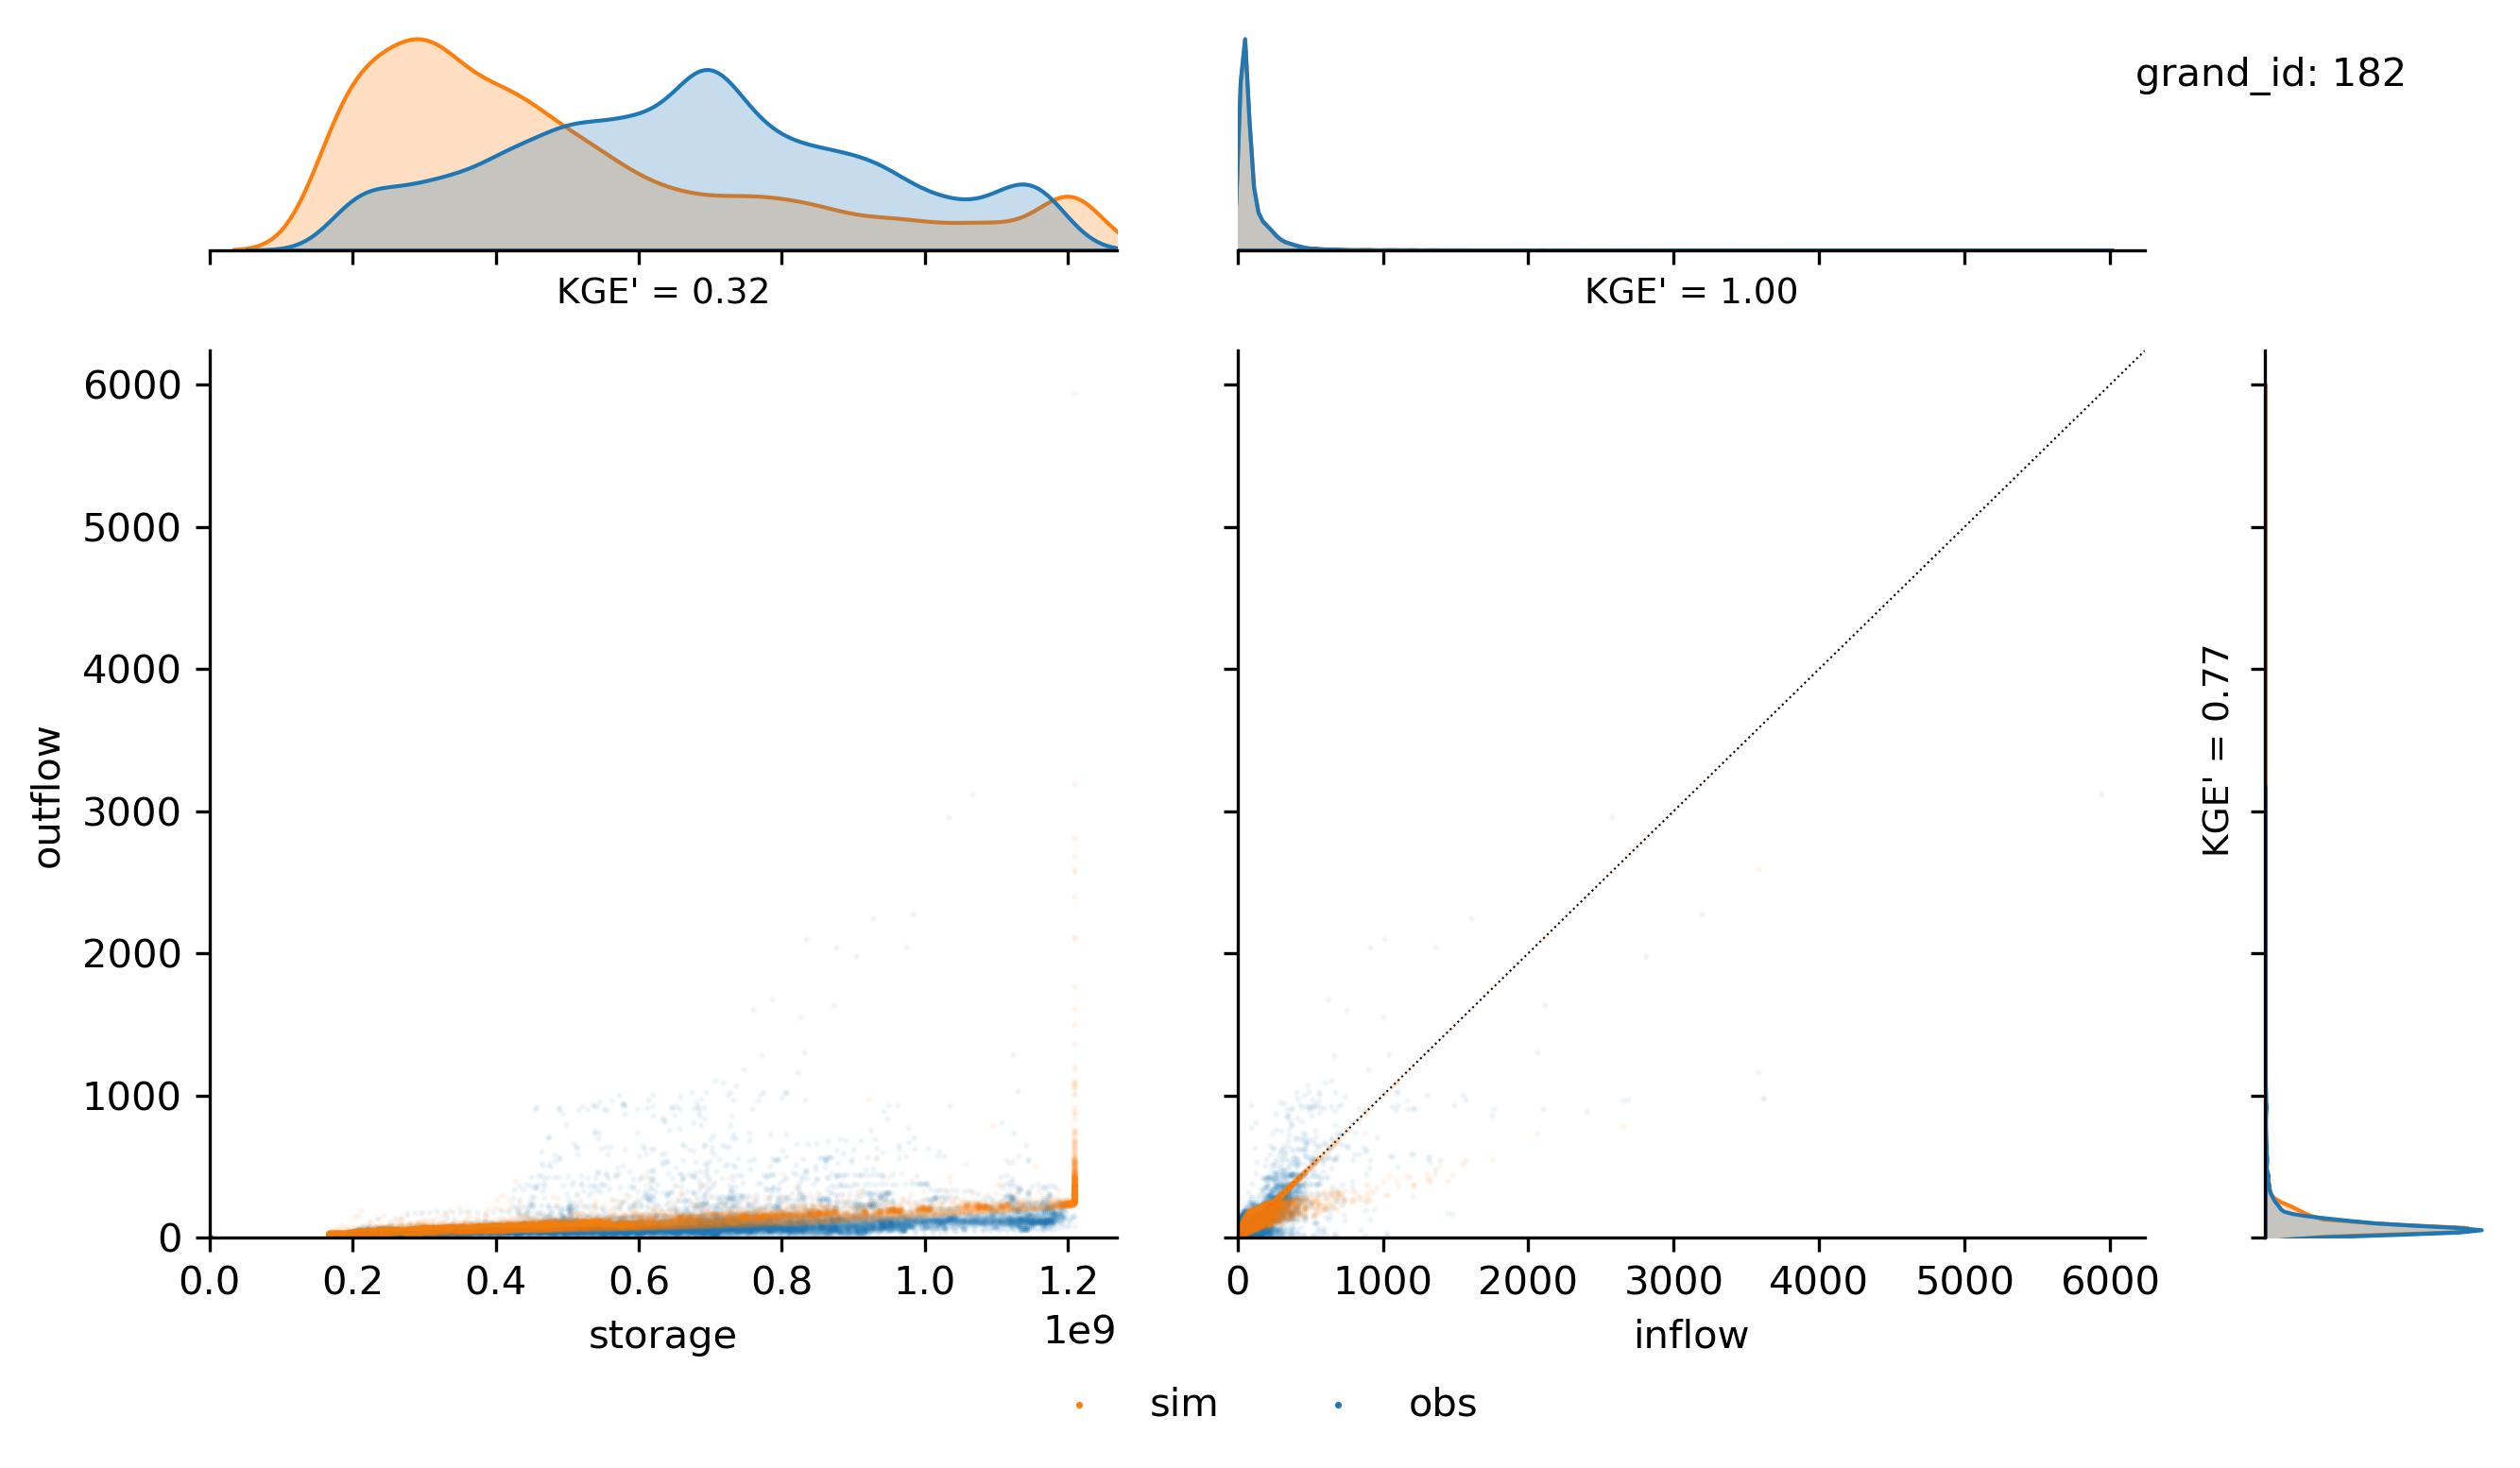 grand_id: 182
KGE' = 0.32
KGE' = 1.00
6000
5000
4000
3000
2000
1000
0
outflow
KGE' = 0.77
0.0 0.2 0.4 0.6 0.8 1.0 1.2
1e9
storage
0 1000 2000 3000 4000 5000 6000
inflow
sim obs